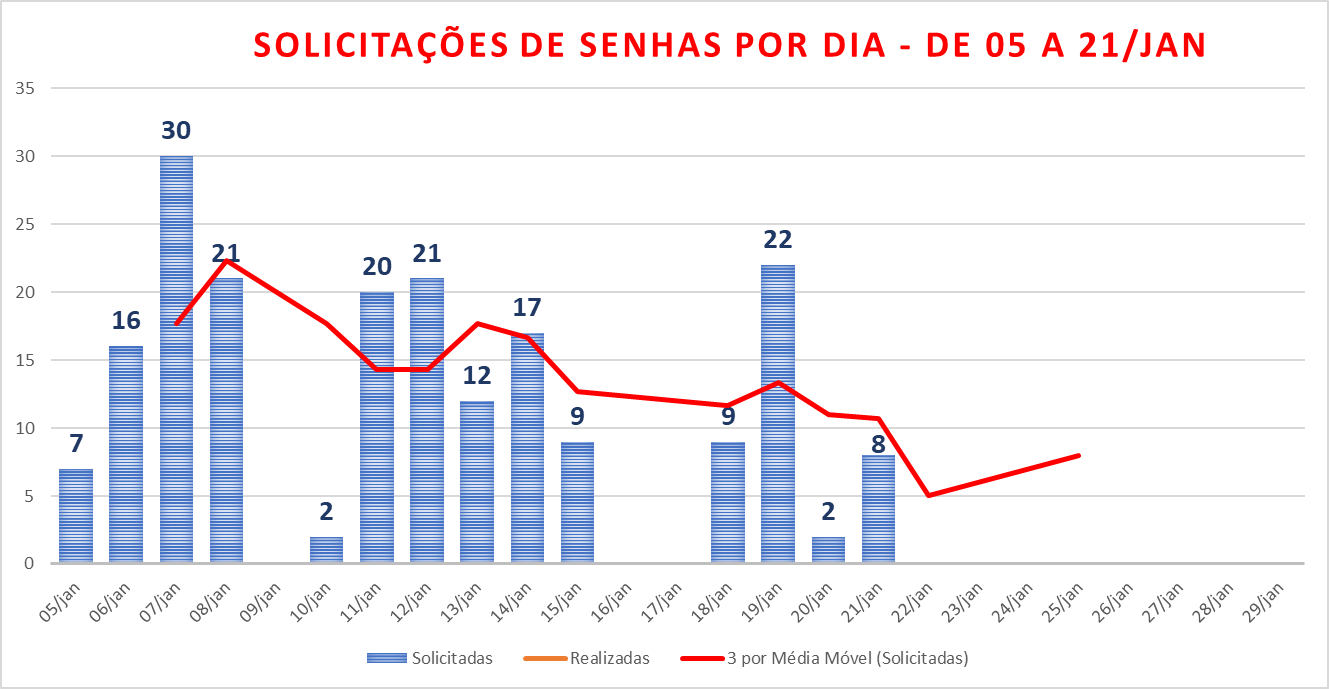 SOLICITAÇÕES DE SENHAS POR DIA - DE 05 A 21/JAN
35
30
25
20
15
10
5
0
7
16
30
21
2
20
21
12
17
9
9
22
2
8
05/jan
06/jan
07/jan
08/jan
09/jan
10/jan
11/jan
12/jan
13/jan
14/jan
15/jan
16/jan
17/jan
18/jan
19/jan
20/jan
21/jan
22/jan
23/jan
24/jan
25/jan
26/jan
27/jan
28/jan
29/jan
Solicitadas
Realizadas
3 por Média Móvel (Solicitadas)